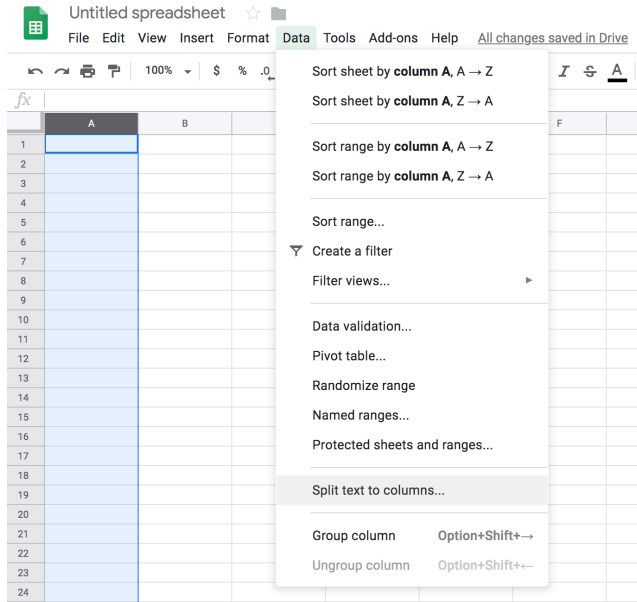 Untitled spreadsheet
File Edit View Insert Format Data Tools Add-ons Help All changes saved in Drive
100% $ % .0 I S A
fx
A B F
Sort sheet by column A, A → Z
Sort sheet by column A, Z → A
Sort range by column A, A → Z
Sort range by column A, Z → A
Sort range...
Create a filter
Filter views...
Data validation...
Pivot table...
Randomize range
Named ranges...
Protected sheets and ranges...
Split text to columns...
Group column Option+Shift+→
Ungroup column Option+Shift+←
1
2
3
4
5
6
7
8
9
10
11
12
13
14
15
16
17
18
19
20
21
22
23
24